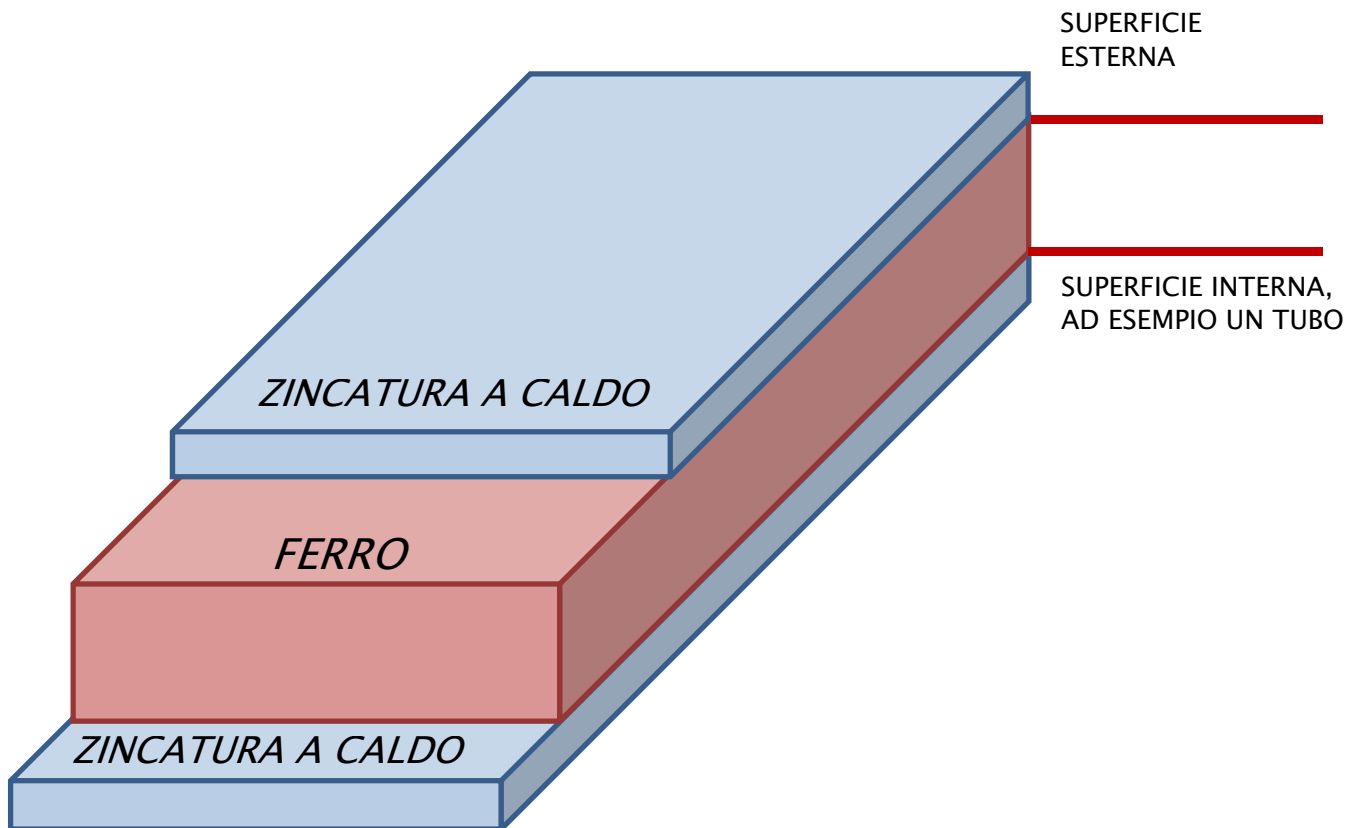 SUPERFICIE
ESTERNA
SUPERFICIE INTERNA,
AD ESEMPIO UN TUBO
ZINCATURA A CALDO
FERRO
ZINCATURA A CALDO